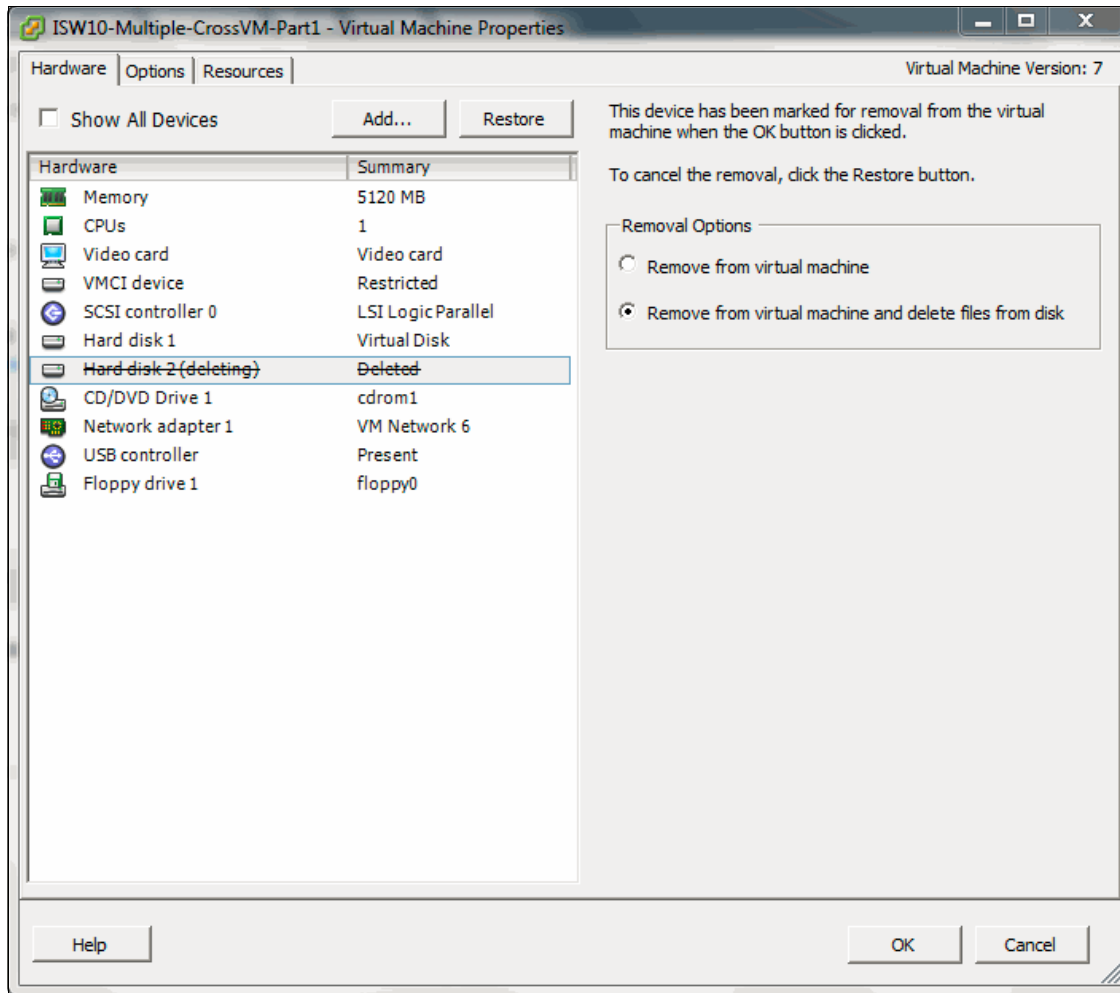 ISW10-Multiple-CrossVM-Part1 - Virtual Machine Properties
Hardware Options Resources Virtual Machine Version: 7
Show All Devices Add... Restore
Hardware Summary
Memory 5120 MB
CPUs 1
Video card Video card
VMCI device Restricted
SCSI controller 0 LSI Logic Parallel
Hard disk 1 Virtual Disk
Hard disk 2 (deleting) Deleted
CD/DVD Drive 1 cdrom1
Network adapter 1 VM Network 6
USB controller Present
Floppy drive 1 floppy0
This device has been marked for removal from the virtual
machine when the OK button is clicked.
To cancel the removal, click the Restore button.
Removal Options
Remove from virtual machine
Remove from virtual machine and delete files from disk
Help OK Cancel